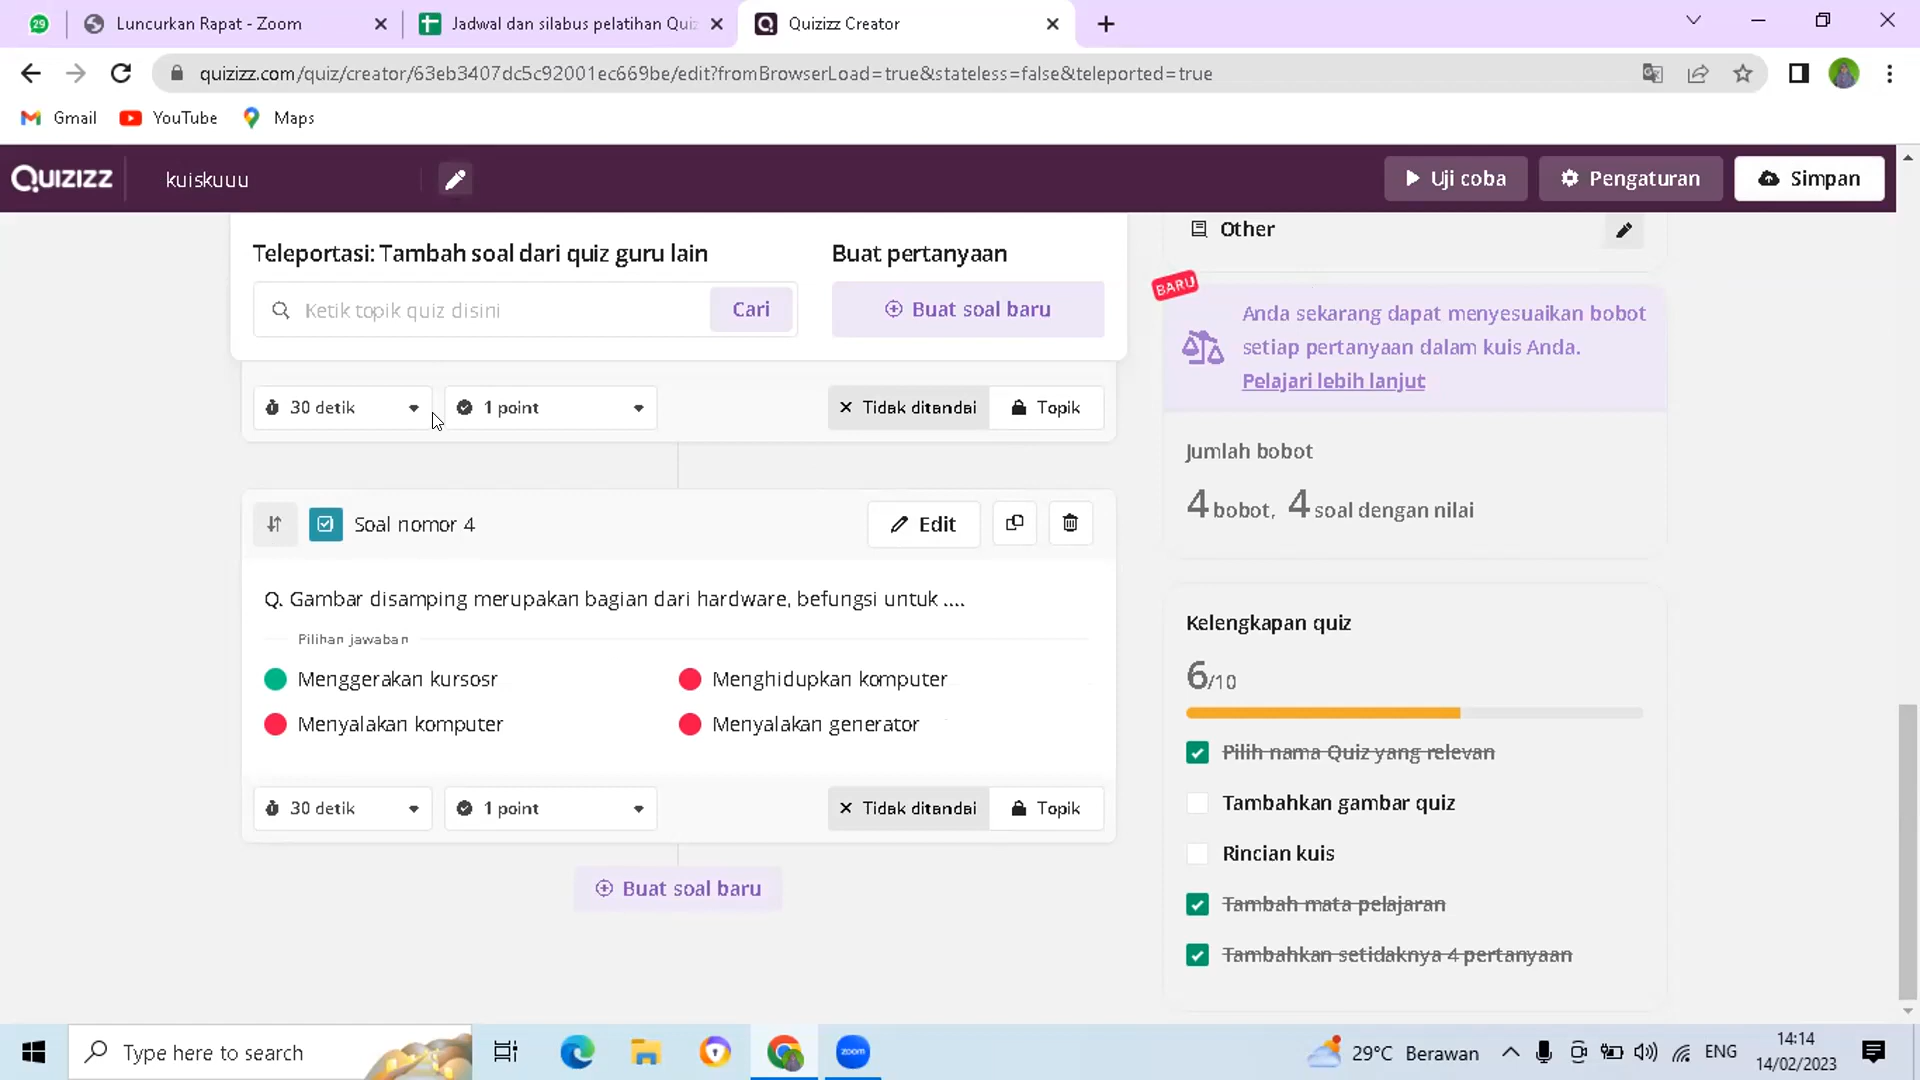 29
Luncurkan Rapat - Zoom
Jadwal dan silabus pelatihan Quiz
Quizizz Creator
quizizz.com/quiz/creator/63eb3407dc5c92001ec669be/edit?fromBrowserLoad=true&stateless=false&teleported=true
Gmail
YouTube
Maps
QUIZIZZ
kuiskuuu
Uji coba
Pengaturan
Simpan
Teleportasi: Tambah soal dari quiz guru lain
Buat pertanyaan
Ketik topik quiz disini
Cari
Buat soal baru
30 detik
1 point
Tidak ditandai
Topik
Soal nomor 4
Edit
Q. Gambar disamping merupakan bagian dari hardware, befungsi untuk ....
Pilihan jawaban
Menggerakan kursosr
Menghidupkan komputer
Menyalakan komputer
Menyalakan generator
30 detik
1 point
Tidak ditandai
Topik
Buat soal baru
Other
BARU
Anda sekarang dapat menyesuaikan bobot
setiap pertanyaan dalam kuis Anda.
Pelajari lebih lanjut
Jumlah bobot
4 bobot, 4 soal dengan nilai
Kelengkapan quiz
6/10
Pilih nama Quiz yang relevan
Tambahkan gambar quiz
Rincian kuis
Tambah mata pelajaran
Tambahkan setidaknya 4 pertanyaan
Type here to search
zoom
29°C Berawan
ENG
14:14
14/02/2023